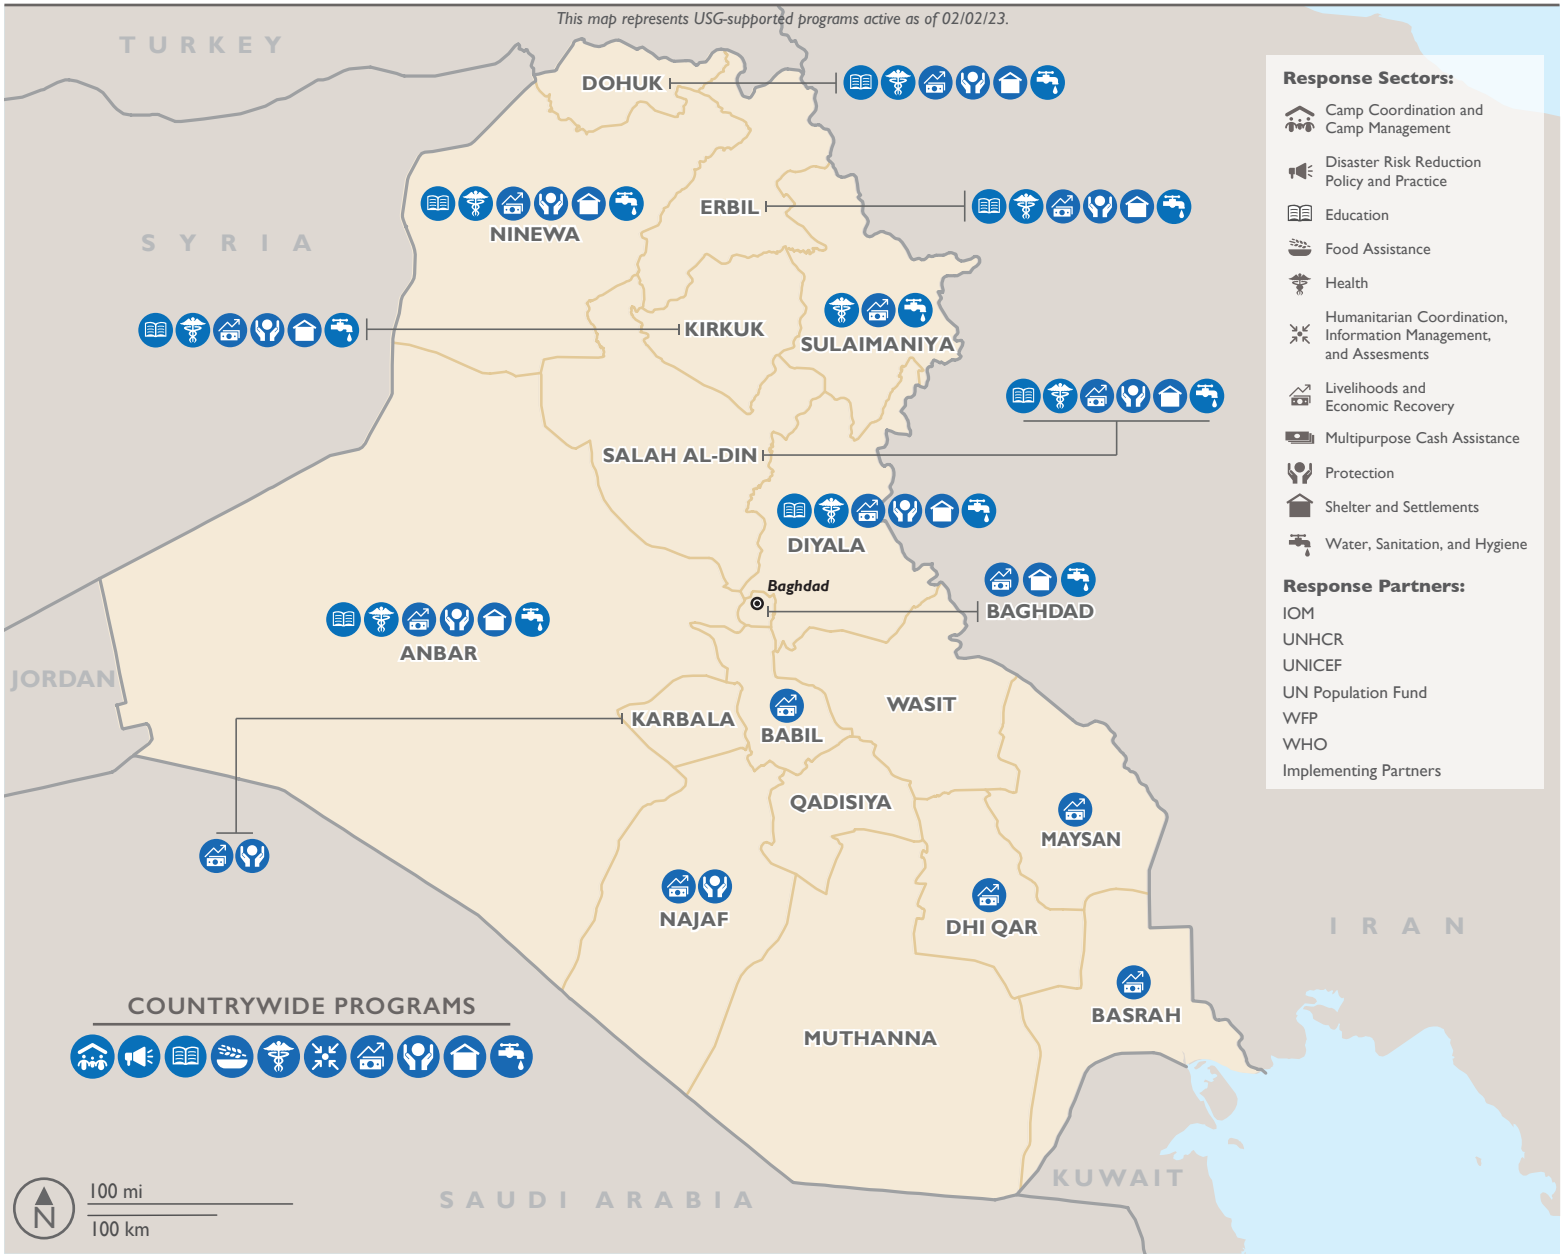 This map represents USG-supported programs active as of 02/02/23.
TURKEY
DOHUK
Response Sectors:
Camp Coordination and
Camp Management
Disaster Risk Reduction
Policy and Practice
Education
Food Assistance
Health
Humanitarian Coordination,
Information Management,
and Assesments
Livelihoods and
Economic Recovery
Multipurpose Cash Assistance
Protection
Shelter and Settlements
Water, Sanitation, and Hygiene
Response Partners:
IOM
UNHCR
UNICEF
UN Population Fund
WFP
WHO
Implementing Partners
ERBIL
NINEWA
SYRIA
KIRKUK
SULAIMANIYA
SALAH AL-DIN
DIYALA
Baghdad
BAGHDAD
ANBAR
JORDAN
WASIT
KARBALA
BABIL
QADISIYA
MAYSAN
NAJAF
DHI QAR
IRAN
BASRAH
COUNTRYWIDE PROGRAMS
MUTHANNA
KUWAIT
SAUDI ARABIA
N
100 mi
100 km